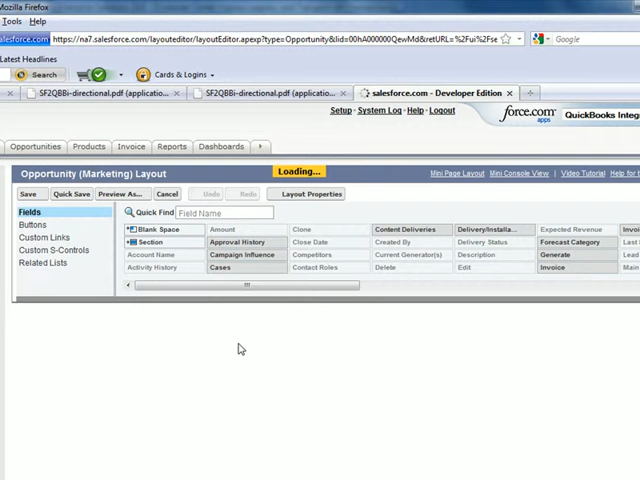 Mozilla Firefox
Tools Help
salesforce.com https://na7.salesforce.com/layouteditor/layoutEditor.apexp?type=Opportunity&lid=00hA000000QewMd&retURL=%2Fui%2Fse
Google
Latest Headlines
Search Cards & Logins
SF2QBBi-directional.pdf (applicatio... SF2QBBi-directional.pdf (applicatio... salesforce.com - Developer Edition
Setup · System Log · Help · Logout force.com apps QuickBooks Integ
Opportunities Products Invoice Reports Dashboards
Opportunity (Marketing) Layout Loading... Mini Page Layout Mini Console View | Video Tutorial | Help for t
Save Quick Save Preview As... Cancel Undo Redo Layout Properties
Fields
Buttons
Custom Links
Custom S-Controls
Related Lists
Quick Find Field Name
Blank Space Amount Clone Content Deliveries Delivery/Installa... Expected Revenue Invoi
Section Approval History Close Date Created By Delivery Status Forecast Category Last
Account Name Campaign Influence Competitors Current Generator(s) Description Generate Lead
Activity History Cases Contact Roles Delete Edit Invoice Main